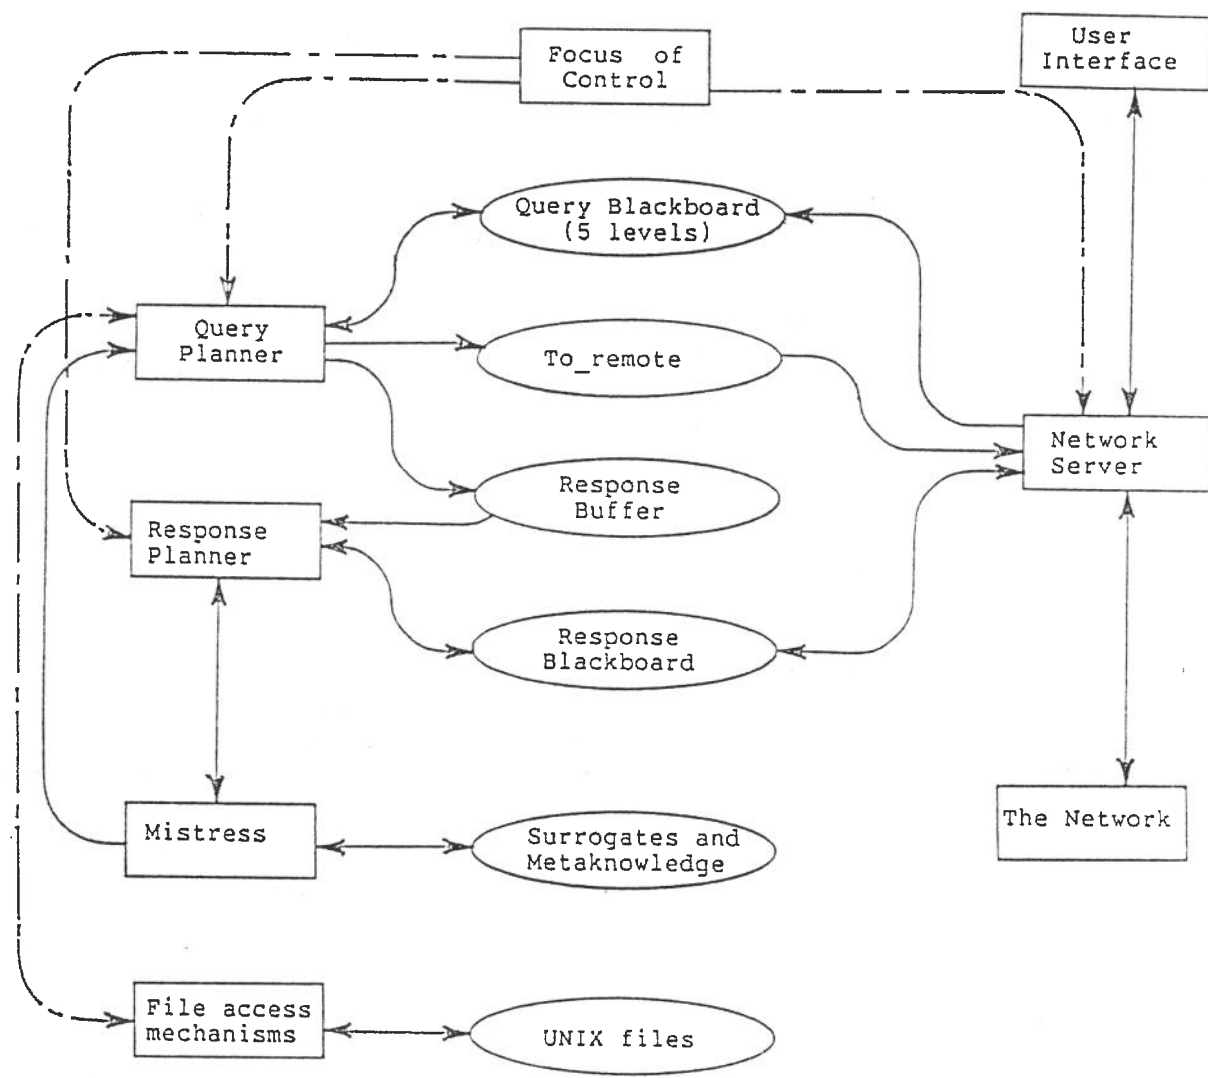 Focus of
Control
User
Interface
Query Blackboard
(5 levels)
Query
Planner
To_remote
Network
Server
Response
Buffer
Response
Planner
Response
Blackboard
Mistress
Surrogates and
Metaknowledge
The Network
File access
mechanisms
UNIX files